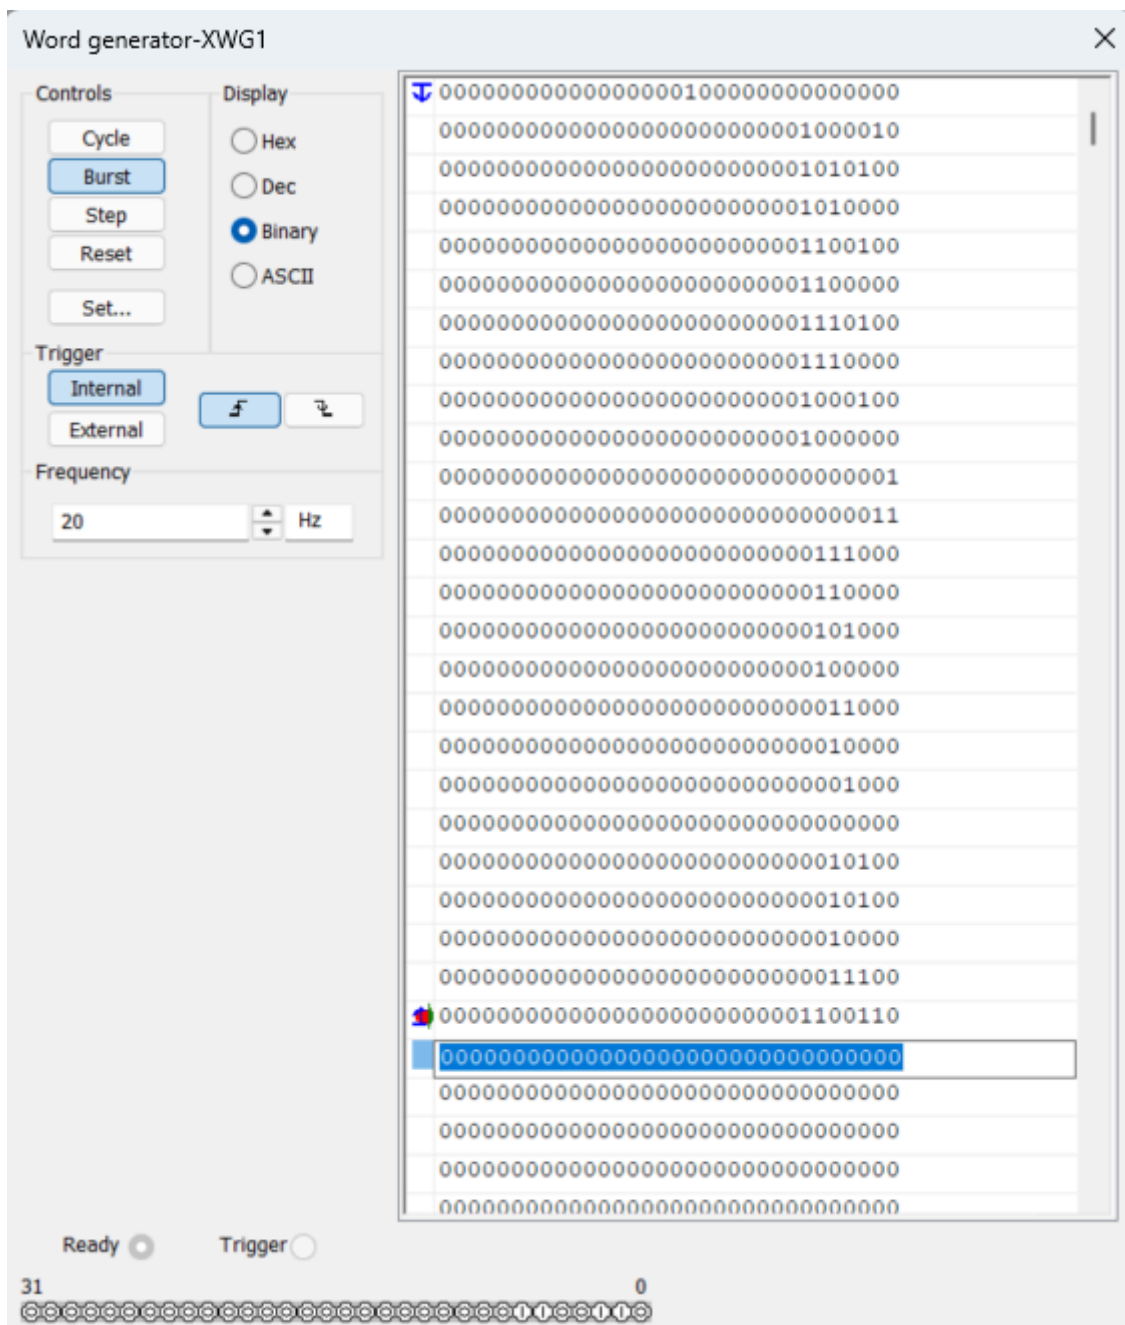 Word generator-XWG1
Controls
Cycle
Burst
Step
Reset
Set...
Display
Hex
Dec
Binary
ASCII
Trigger
Internal
External
Frequency
20 Hz
00000000000000000100000000000000
00000000000000000000000001000010
00000000000000000000000001010100
00000000000000000000000001010000
00000000000000000000000001100100
00000000000000000000000001100000
00000000000000000000000001110100
00000000000000000000000001110000
00000000000000000000000001000100
00000000000000000000000001000000
00000000000000000000000000000001
00000000000000000000000000000011
00000000000000000000000000111000
00000000000000000000000000110000
00000000000000000000000000101000
00000000000000000000000000100000
00000000000000000000000000011000
00000000000000000000000000010000
00000000000000000000000000001000
00000000000000000000000000000000
00000000000000000000000000010100
00000000000000000000000000010100
00000000000000000000000000010000
00000000000000000000000000011100
00000000000000000000000001100110
00000000000000000000000000000000
00000000000000000000000000000000
00000000000000000000000000000000
00000000000000000000000000000000
00000000000000000000000000000000
Ready Trigger
31 0